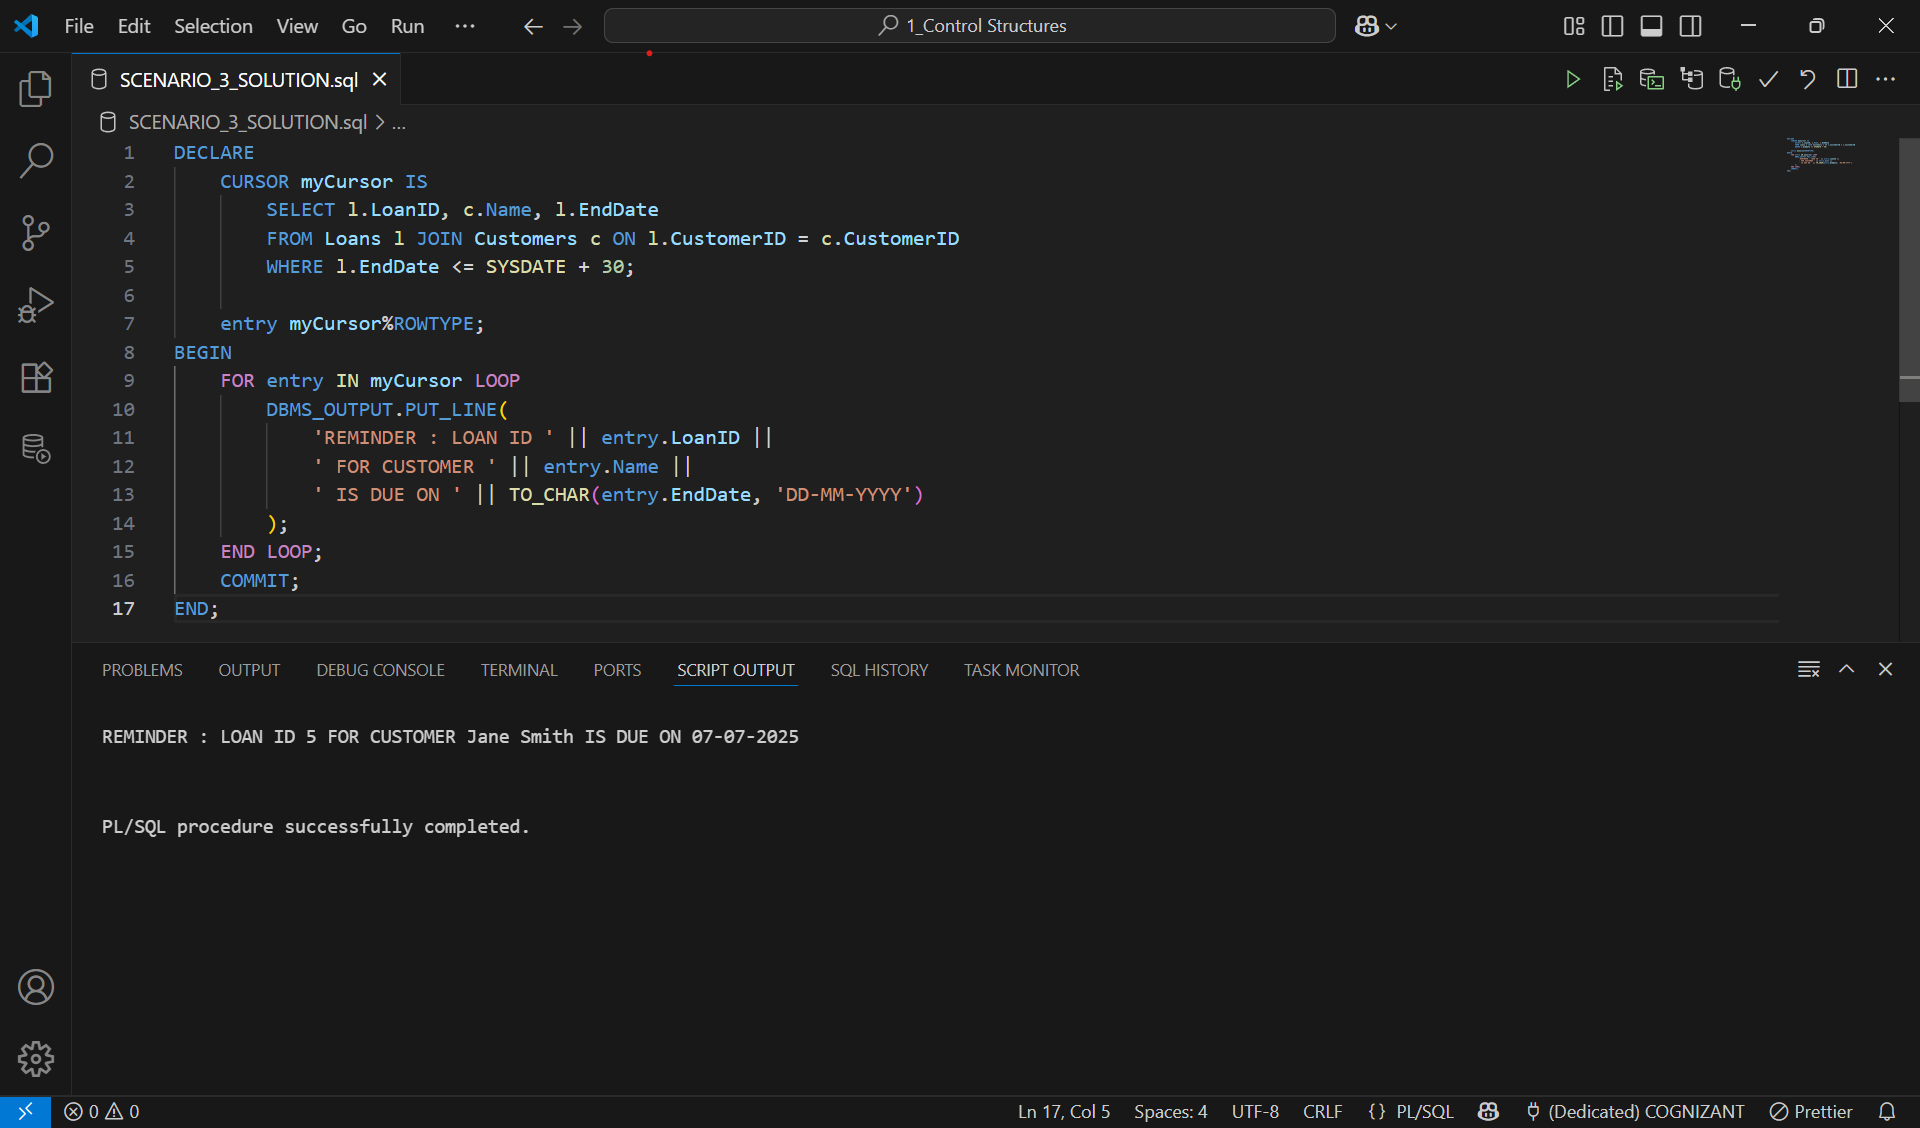 File Edit Selection View Go Run ··· 1_Control Structures
SCENARIO_3_SOLUTION.sql
SCENARIO_3_SOLUTION.sql > ...
1 DECLARE
2     CURSOR myCursor IS
3         SELECT l.LoanID, c.Name, l.EndDate
4         FROM Loans l JOIN Customers c ON l.CustomerID = c.CustomerID
5         WHERE l.EndDate <= SYSDATE + 30;
6
7     entry myCursor%ROWTYPE;
8 BEGIN
9     FOR entry IN myCursor LOOP
10         DBMS_OUTPUT.PUT_LINE(
11             'REMINDER : LOAN ID ' || entry.LoanID ||
12             ' FOR CUSTOMER ' || entry.Name ||
13             ' IS DUE ON ' || TO_CHAR(entry.EndDate, 'DD-MM-YYYY')
14         );
15     END LOOP;
16     COMMIT;
17 END;
PROBLEMS OUTPUT DEBUG CONSOLE TERMINAL PORTS SCRIPT OUTPUT SQL HISTORY TASK MONITOR
REMINDER : LOAN ID 5 FOR CUSTOMER Jane Smith IS DUE ON 07-07-2025
PL/SQL procedure successfully completed.
0 0 Ln 17, Col 5 Spaces: 4 UTF-8 CRLF {} PL/SQL (Dedicated) COGNIZANT Prettier